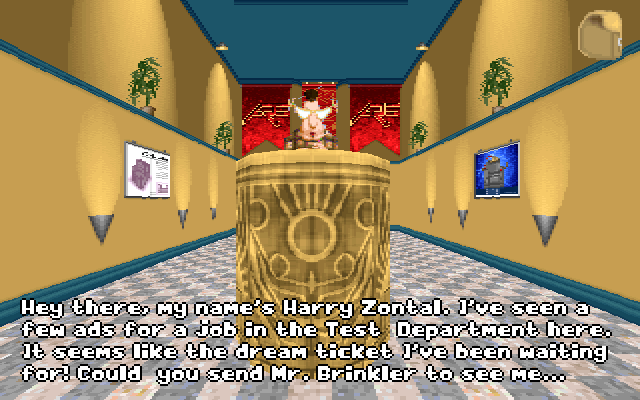 Hey there, my name's Harry Zontal. I've seen a
few ads for a job in the Test  Department here.
It seems like the dream ticket I've been waiting
for! Could  you send Mr. Brinkler to see me...